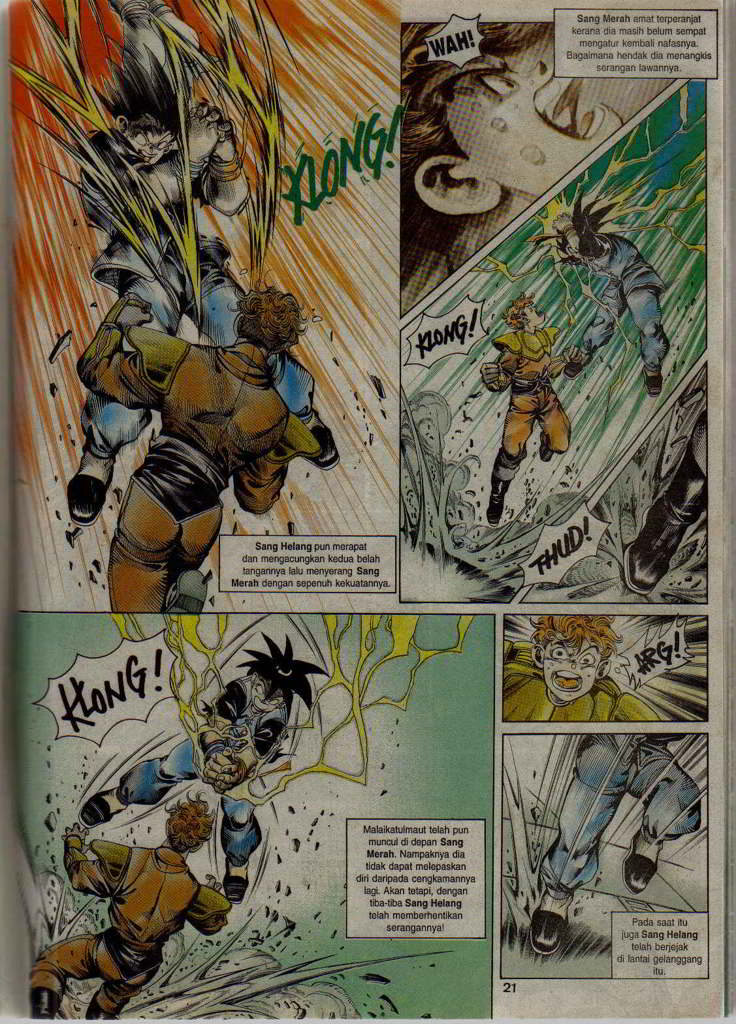 KLONG!
Sang Helang pun merapat
dan mengacungkan kedua belah
tangannya lalu menyerang Sang
Merah dengan sepenuh kekuatannya.
WAH!
Sang Merah amat terperanjat
kerana dia masih belum sempat
mengatur kembali nafasnya.
Bagaimana hendak dia menangkis
serangan lawannya.
KLONG!
THUD!
KLONG!
Malaikatulmaut telah pun
muncul di depan Sang
Merah. Nampaknya dia
tidak dapat melepaskan
diri daripada cengkamannya
lagi. Akan tetapi, dengan
tiba-tiba Sang Helang
telah memberhentikan
serangannya!
ARG!
Pada saat itu
juga Sang Helang
telah berjejak
di lantai gelanggang
itu.
21